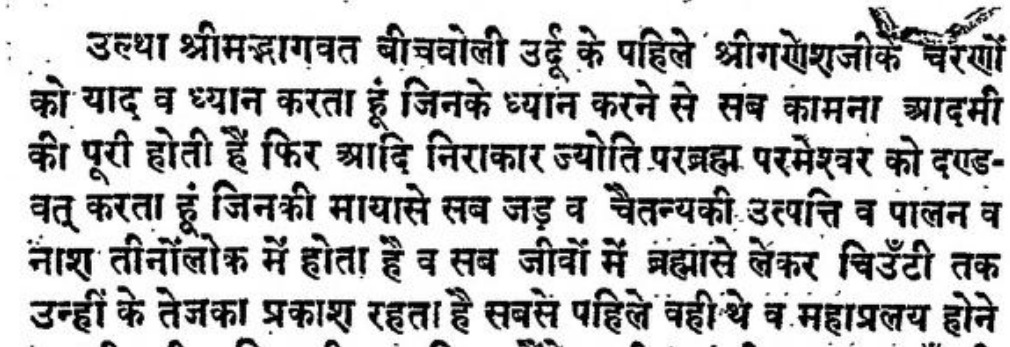 उल्था श्रीमद्भागवत बीचबोली उर्दू के पहिले श्रीगणेशजीके चरणों
को याद व ध्यान करता हूं जिनके ध्यान करने से सब कामना आदमी
की पूरी होती हैं फिर आदि निराकार ज्योति परब्रह्म परमेश्वर को दण्ड-
वत् करता हूं जिनकी मायासे सब जड़ व चैतन्यकी उत्पत्ति व पालन व
नाश तीनोंलोक में होता है व सब जीवों में ब्रह्मासे लेकर चिउँटी तक
उन्हीं के तेजका प्रकाश रहता है सबसे पहिले वही थे व महाप्रलय होने